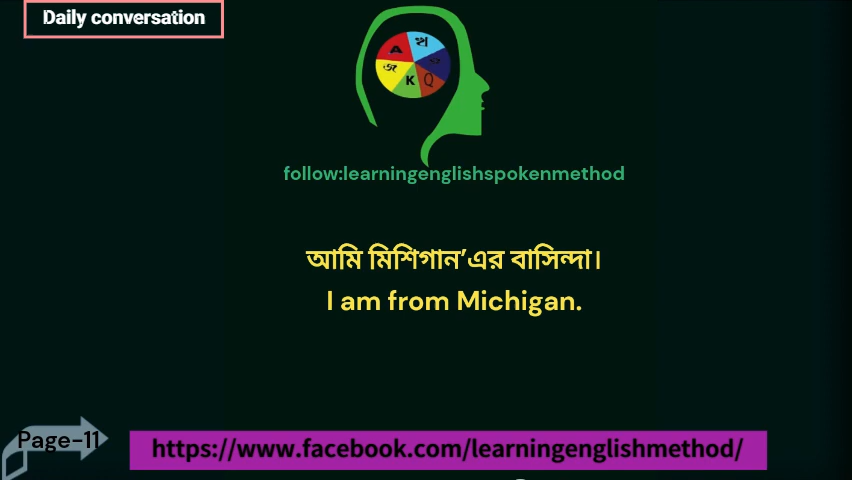 Daily conversation
A
খ
জ
K
Q
follow:learningenglishspokenmethod
আমি মিশিগান’এর বাসিন্দা।
I am from Michigan.
Page-11
https://www.facebook.com/learningenglishmethod/